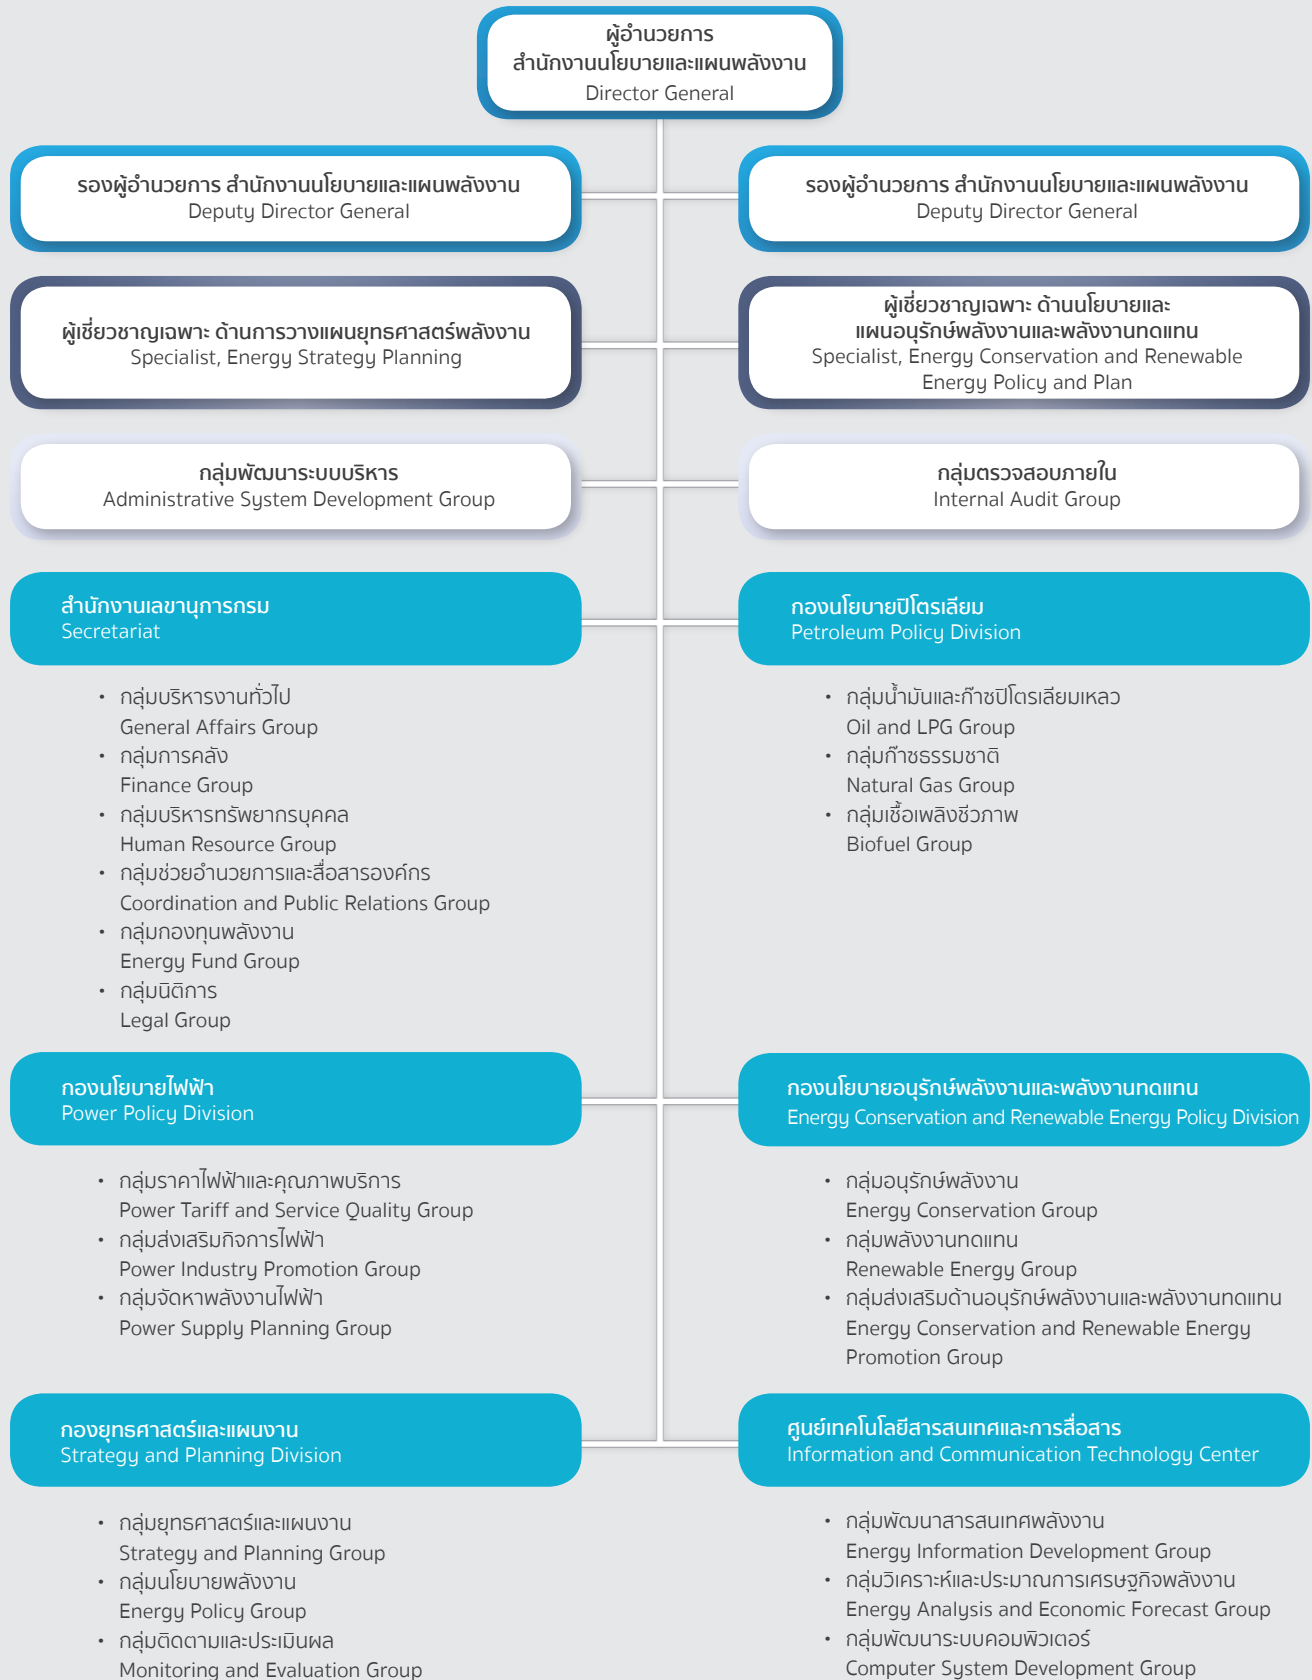 ผู้อำนวยการ
สำนักงานนโยบายและแผนพลังงาน
Director General
รองผู้อำนวยการ สำนักงานนโยบายและแผนพลังงาน
Deputy Director General
รองผู้อำนวยการ สำนักงานนโยบายและแผนพลังงาน
Deputy Director General
ผู้เชี่ยวชาญเฉพาะ ด้านการวางแผนยุทธศาสตร์พลังงาน
Specialist, Energy Strategy Planning
ผู้เชี่ยวชาญเฉพาะ ด้านนโยบายและ
แผนอนุรักษ์พลังงานและพลังงานทดแทน
Specialist, Energy Conservation and Renewable
Energy Policy and Plan
กลุ่มพัฒนาระบบบริหาร
Administrative System Development Group
กลุ่มตรวจสอบภายใน
Internal Audit Group
สำนักงานเลขานุการกรม
Secretariat
• กลุ่มบริหารงานทั่วไป
General Affairs Group
• กลุ่มการคลัง
Finance Group
• กลุ่มบริหารทรัพยากรบุคคล
Human Resource Group
• กลุ่มช่วยอำนวยการและสื่อสารองค์กร
Coordination and Public Relations Group
• กลุ่มกองทุนพลังงาน
Energy Fund Group
• กลุ่มนิติการ
Legal Group
กองนโยบายปิโตรเลียม
Petroleum Policy Division
• กลุ่มน้ำมันและก๊าซปิโตรเลียมเหลว
Oil and LPG Group
• กลุ่มก๊าซธรรมชาติ
Natural Gas Group
• กลุ่มเชื้อเพลิงชีวภาพ
Biofuel Group
กองนโยบายไฟฟ้า
Power Policy Division
• กลุ่มราคาไฟฟ้าและคุณภาพบริการ
Power Tariff and Service Quality Group
• กลุ่มส่งเสริมกิจการไฟฟ้า
Power Industry Promotion Group
• กลุ่มจัดหาพลังงานไฟฟ้า
Power Supply Planning Group
กองนโยบายอนุรักษ์พลังงานและพลังงานทดแทน
Energy Conservation and Renewable Energy Policy Division
• กลุ่มอนุรักษ์พลังงาน
Energy Conservation Group
• กลุ่มพลังงานทดแทน
Renewable Energy Group
• กลุ่มส่งเสริมด้านอนุรักษ์พลังงานและพลังงานทดแทน
Energy Conservation and Renewable Energy
Promotion Group
กองยุทธศาสตร์และแผนงาน
Strategy and Planning Division
• กลุ่มยุทธศาสตร์และแผนงาน
Strategy and Planning Group
• กลุ่มนโยบายพลังงาน
Energy Policy Group
• กลุ่มติดตามและประเมินผล
Monitoring and Evaluation Group
ศูนย์เทคโนโลยีสารสนเทศและการสื่อสาร
Information and Communication Technology Center
• กลุ่มพัฒนาสารสนเทศพลังงาน
Energy Information Development Group
• กลุ่มวิเคราะห์และประมาณการเศรษฐกิจพลังงาน
Energy Analysis and Economic Forecast Group
• กลุ่มพัฒนาระบบคอมพิวเตอร์
Computer System Development Group